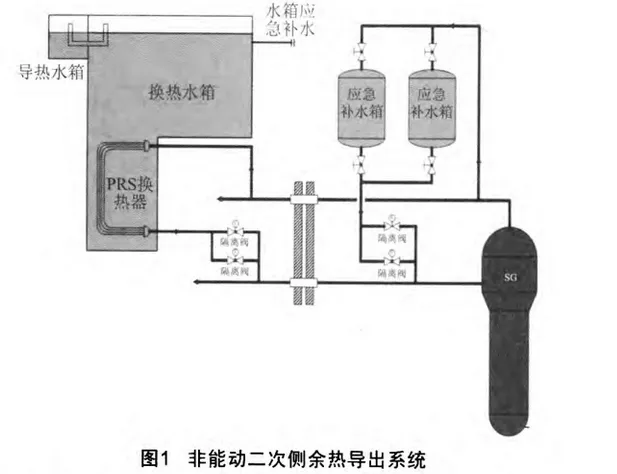 水箱应
急补水
导热水箱
换热水箱
应急
补水箱
应急
补水箱
PRS换
热器
隔离阀
隔离阀
隔离阀
隔离阀
SG
图1 非能动二次侧余热导出系统